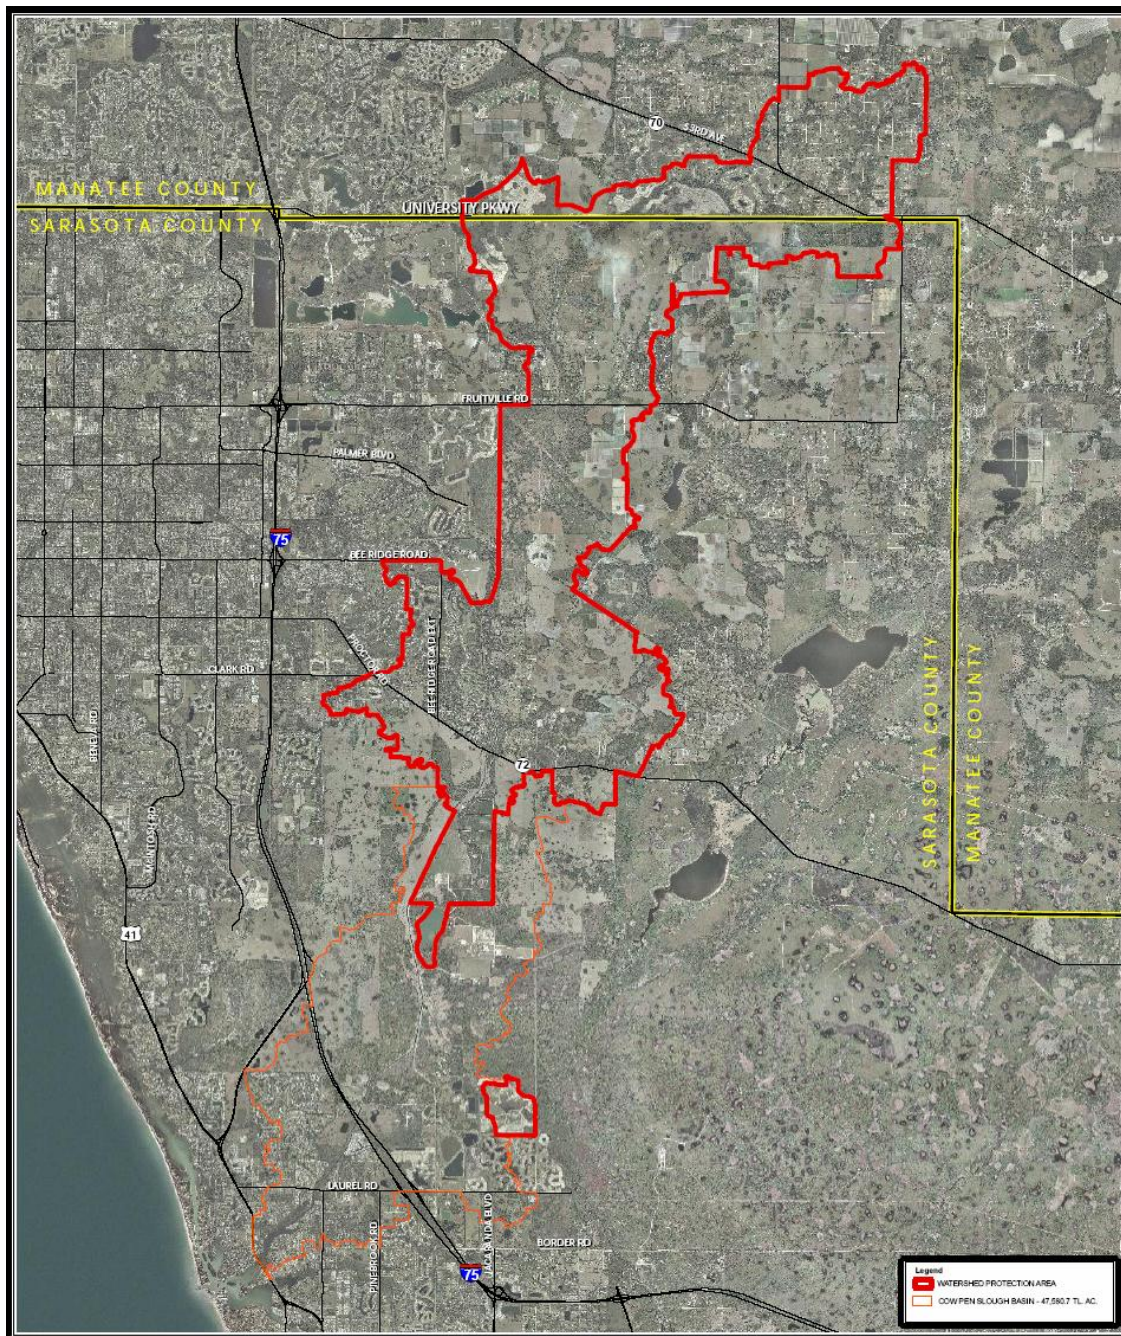 70
53RD AVE
MANATEE COUNTY
UNIVERSITY PKWY
SARASOTA COUNTY
FRUITVILLE RD
PALMER BLVD
75
BEE RIDGE ROAD
PROCTOR RD
BEE RIDGE ROAD EXT
CLARK RD
SARASOTA COUNTY
MANATEE COUNTY
BENEVA RD
72
MCINTOSH RD
41
LAUREL RD
PINEBROOK RD
JACARANDA BLVD
BORDER RD
75
Legend
WATERSHED PROTECTION AREA
COW PEN SLOUGH BASIN - 47,580.7 TL. AC.